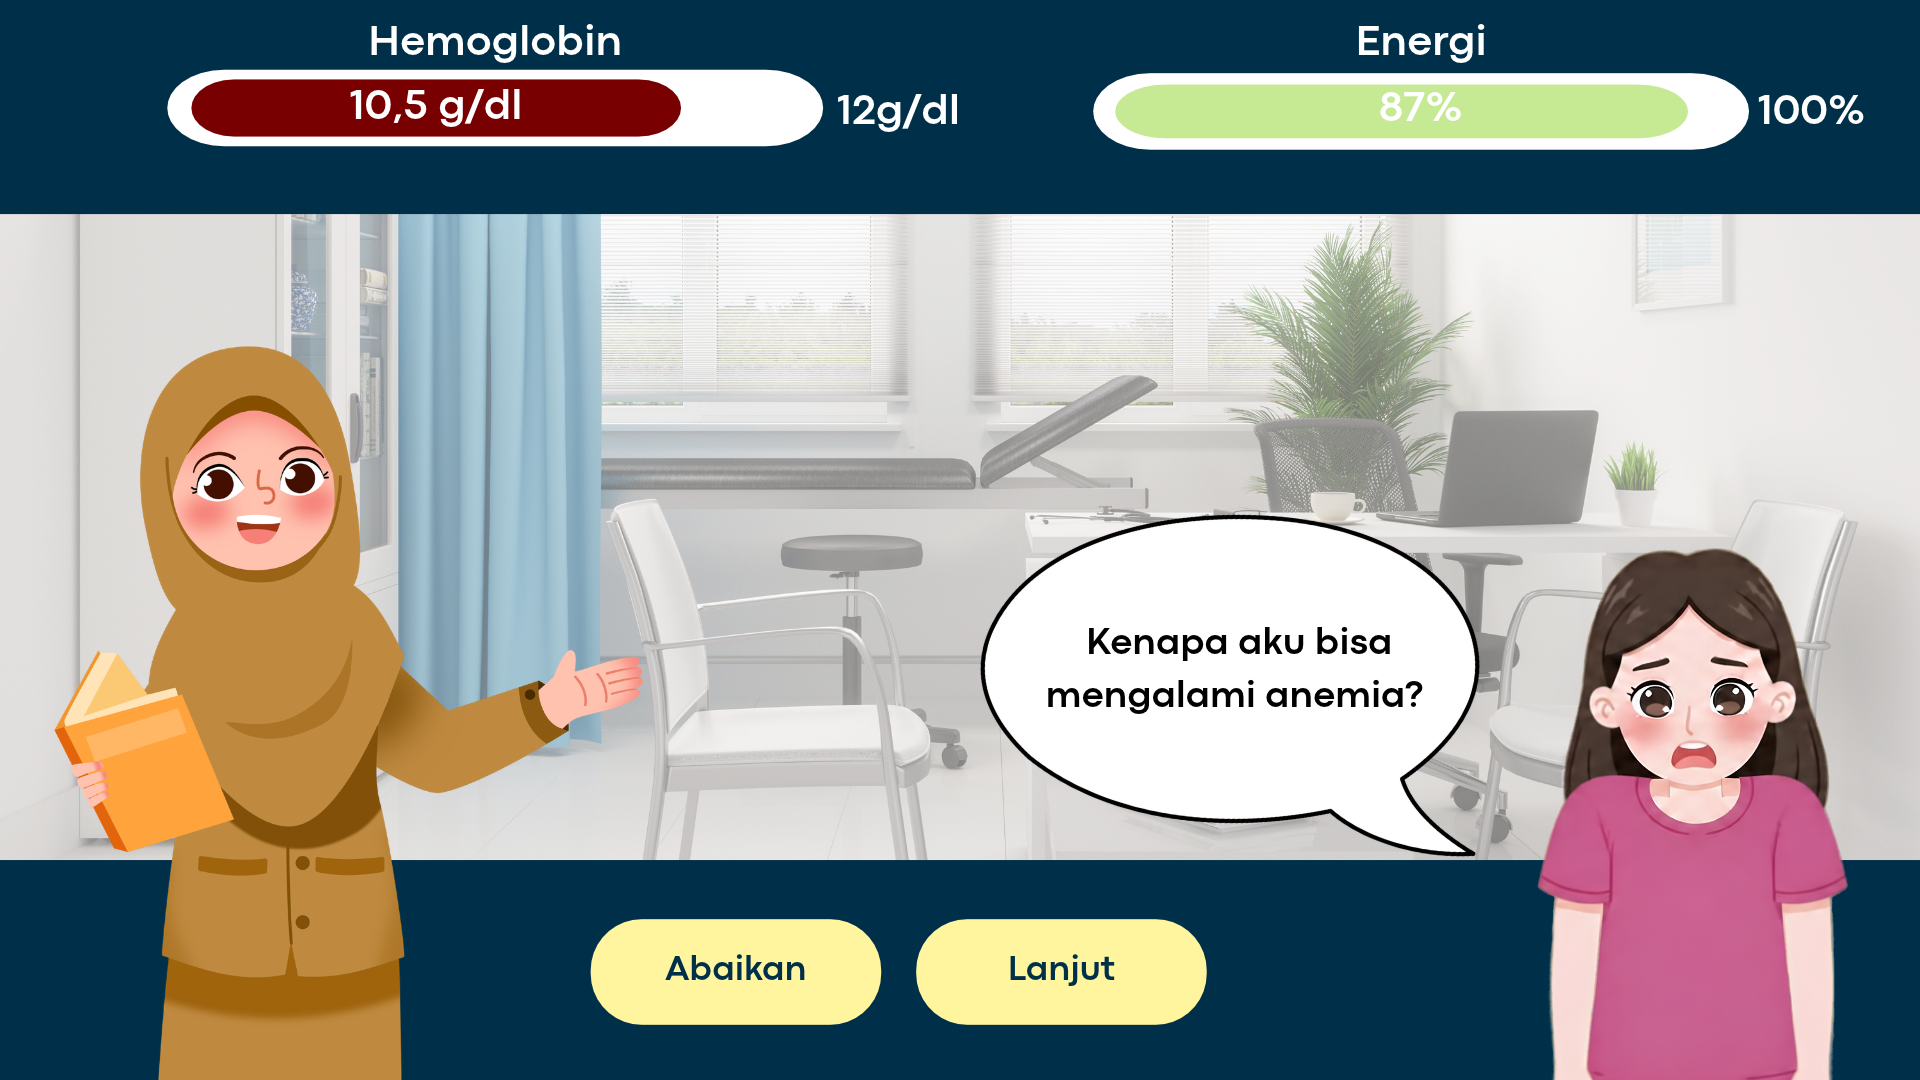 Hemoglobin
10,5 g/dl
12g/dl
Energi
87%
100%
Kenapa aku bisa
mengalami anemia?
Abaikan
Lanjut